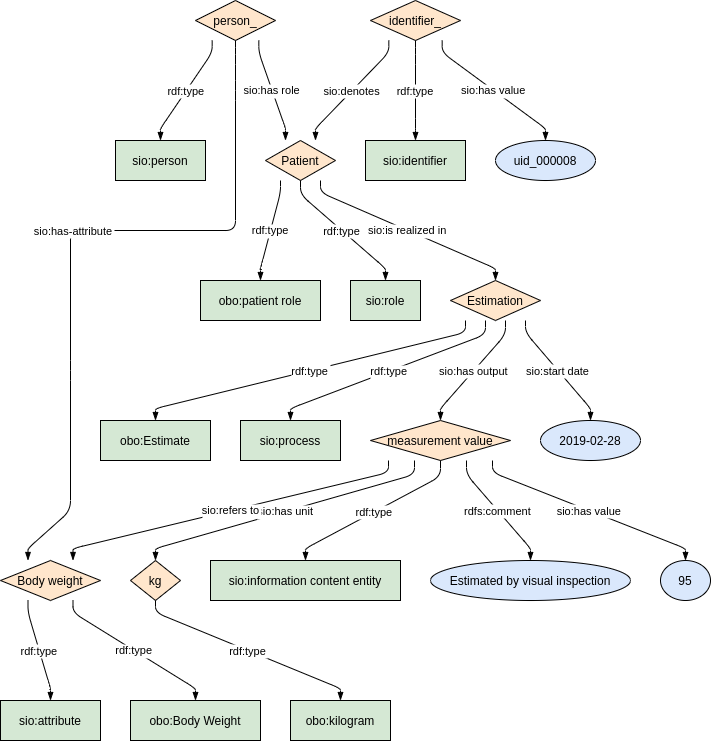 person_
identifier_
rdf:type
sio:has role
sio:denotes
rdf:type
sio:has value
sio:person
Patient
sio:identifier
uid_000008
sio:has-attribute
rdf:type
rdf:type
sio:is realized in
obo:patient role
sio:role
Estimation
rdf:type
rdf:type
sio:has output
sio:start date
obo:Estimate
sio:process
measurement value
2019-02-28
sio:refers to
sio:has unit
rdf:type
rdfs:comment
sio:has value
Body weight
kg
sio:information content entity
Estimated by visual inspection
95
rdf:type
rdf:type
rdf:type
sio:attribute
obo:Body Weight
obo:kilogram